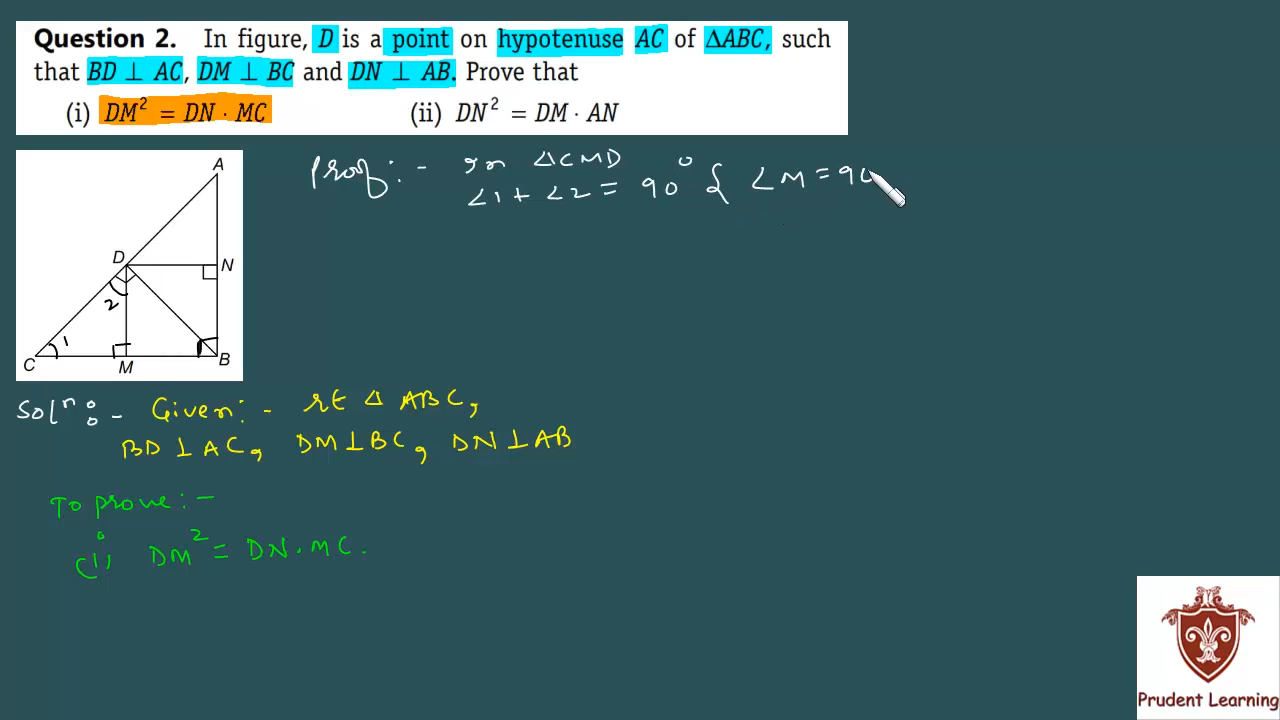 Question 2. In figure, D is a point on hypotenuse AC of ΔABC, such
that BD ⊥ AC, DM ⊥ BC and DN ⊥ AB. Prove that
(i) DM² = DN · MC (ii) DN² = DM · AN
Proof:- In ΔCMD
∠1 + ∠2 = 90° { ∠M = 90
A
D
N
2
1
C
M
B
Solⁿ:- Given:- rt Δ ABC,
BD ⊥ AC, DM ⊥ BC, DN ⊥ AB
To prove:-
(i) DM² = DN · MC.
Prudent Learning